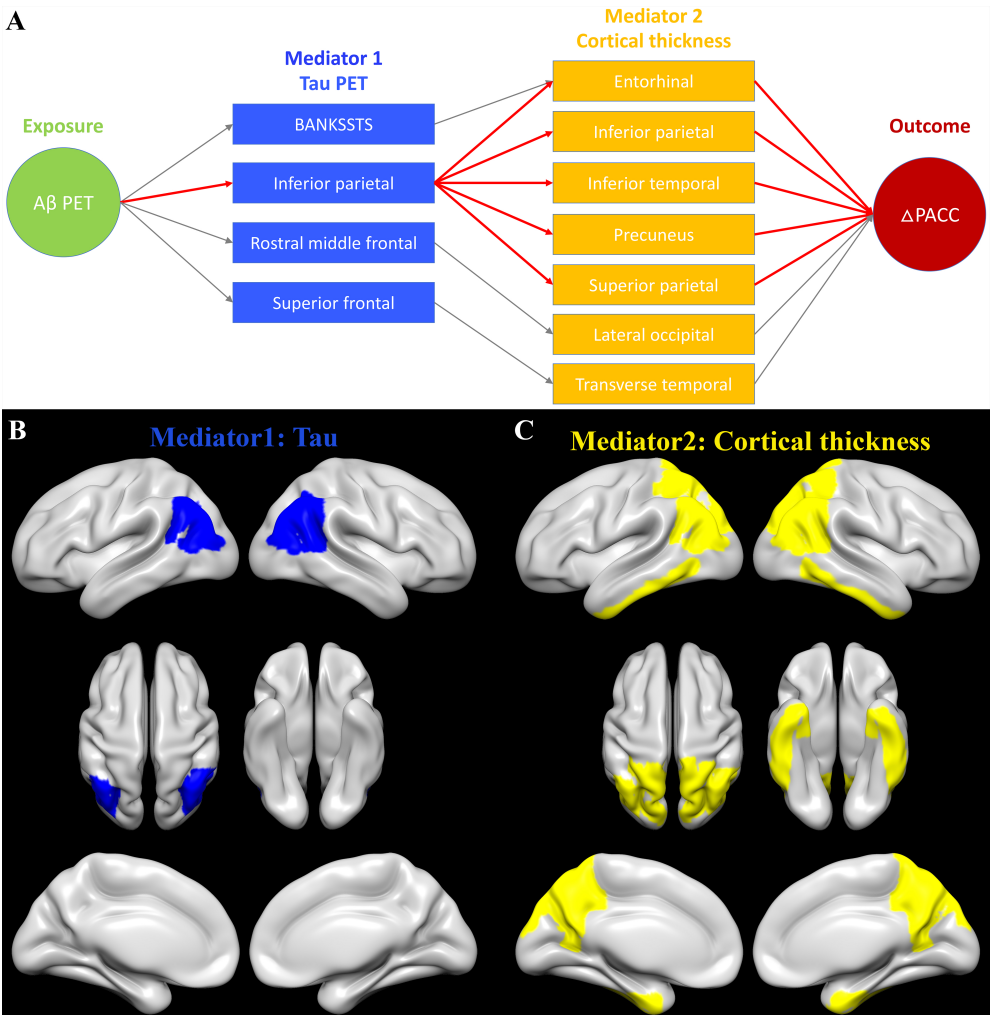 A
Mediator 2
Cortical thickness
Mediator 1
Tau PET
Exposure
Outcome
Aβ PET
BANKSSTS
Inferior parietal
Rostral middle frontal
Superior frontal
Entorhinal
Inferior parietal
Inferior temporal
Precuneus
Superior parietal
Lateral occipital
Transverse temporal
△PACC
B
Mediator1: Tau
C
Mediator2: Cortical thickness